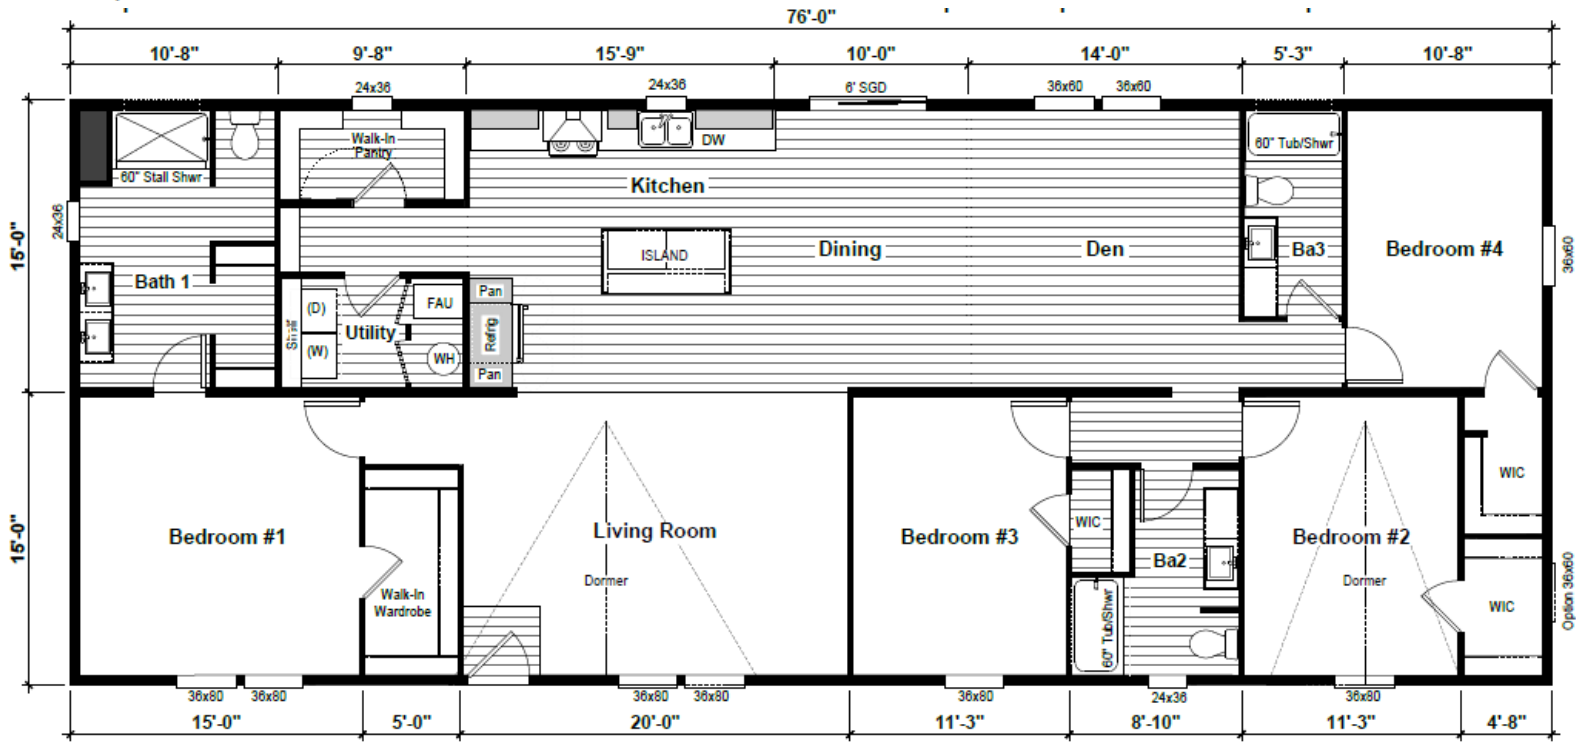 76'-0"
10'-8" 9'-8" 15'-9" 10'-0" 14'-0" 5'-3" 10'-8"
24x36 24x36 6' SGD 36x60 36x60
Walk-In
Pantry
DW
60" Tub/Shwr
60" Stall Shwr
Kitchen
24x36
15'-0"
ISLAND
Dining
Den
Ba3
Bedroom #4
36x60
Bath 1
Pan
(D)
FAU
Shelf
Utility
Refrig
(W)
WH
Pan
WIC
Bedroom #1
Living Room
Bedroom #3
WIC
Bedroom #2
15'-0"
Ba2
Dormer
Dormer
Walk-In
Wardrobe
60" Tub/Shwr
WIC
Option 36x60
36x80 36x80 36x80 36x80 36x80 24x36 36x80
15'-0" 5'-0" 20'-0" 11'-3" 8'-10" 11'-3" 4'-8"